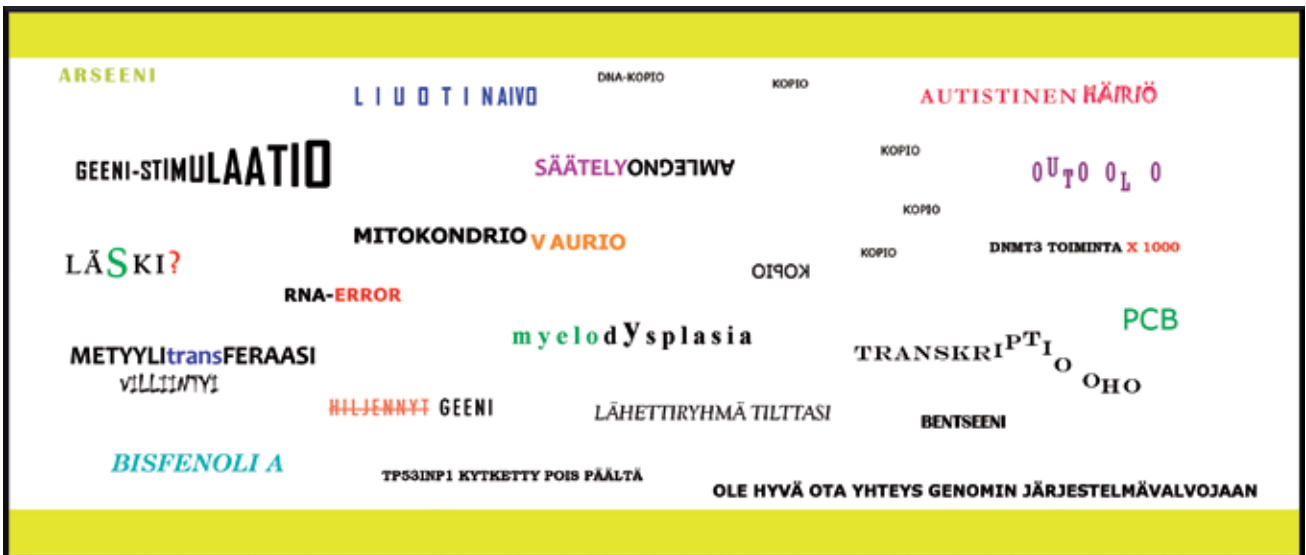 ARSEENI
LIUOTINAIVO
DNA-KOPIO
KOPIO
AUTISTINEN HÄIRIÖ
GEENI-STIMULAATIO
SÄÄTELYONGELMA
KOPIO
OUTO OLO
KOPIO
MITOKONDRIO VAURIO
LÄSKI?
KOPIO
DNMT3 TOIMINTA X 1000
KOPIO
RNA-ERROR
PCB
myelodysplasia
METYYLItransFERAASI
VILLIINTYI
TRANSKRIPTIO OHO
HILJENNYT GEENI
LÄHETTIRYHMÄ TILTTASI
BENTSEENI
BISFENOLI A
TP53INP1 KYTKETTY POIS PÄÄLTÄ
OLE HYVÄ OTA YHTEYS GENOMIN JÄRJESTELMÄVALVOJAAN